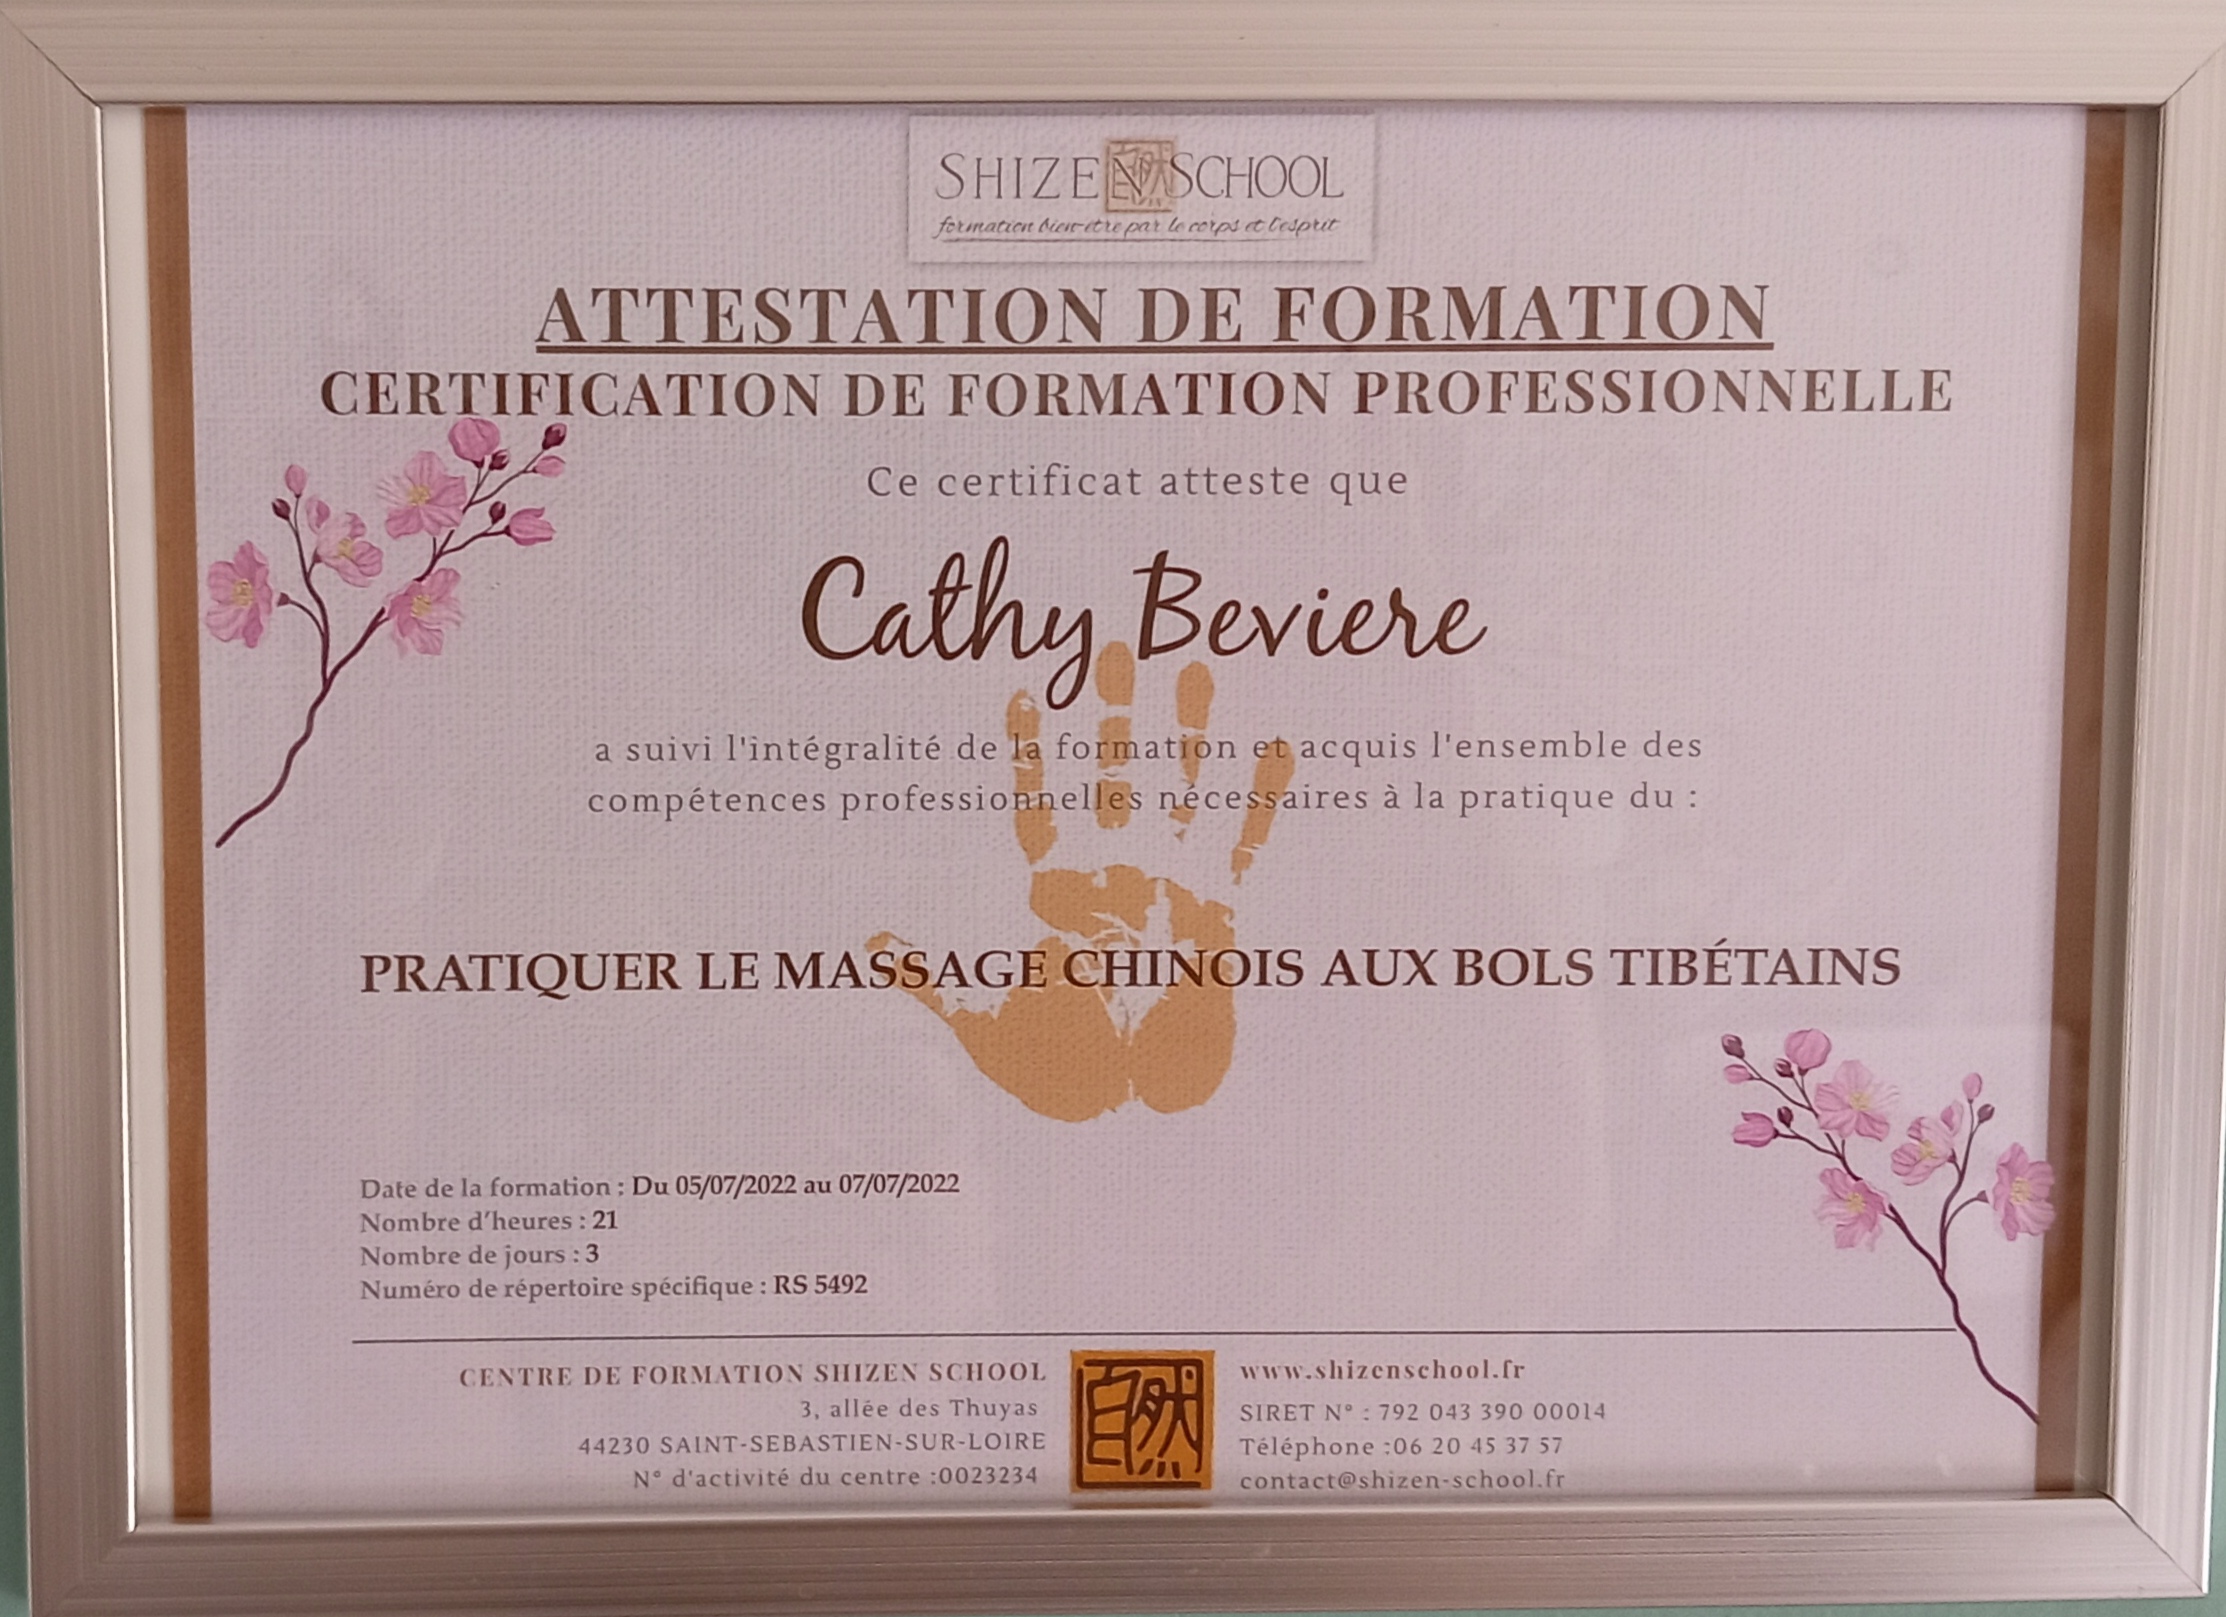 SHIZEN SCHOOL
formation bien-être par le corps et l'esprit
ATTESTATION DE FORMATION
CERTIFICATION DE FORMATION PROFESSIONNELLE
Ce certificat atteste que
Cathy Beviere
a suivi l'intégralité de la formation et acquis l'ensemble des
compétences professionnelles nécessaires à la pratique du :
PRATIQUER LE MASSAGE CHINOIS AUX BOLS TIBÉTAINS
Date de la formation : Du 05/07/2022 au 07/07/2022
Nombre d'heures : 21
Nombre de jours : 3
Numéro de répertoire spécifique : RS 5492
CENTRE DE FORMATION SHIZEN SCHOOL
3, allée des Thuyas
44230 SAINT-SEBASTIEN-SUR-LOIRE
N° d'activité du centre :0023234
自然
www.shizenschool.fr
SIRET N° : 792 043 390 00014
Téléphone :06 20 45 37 57
contact@shizen-school.fr